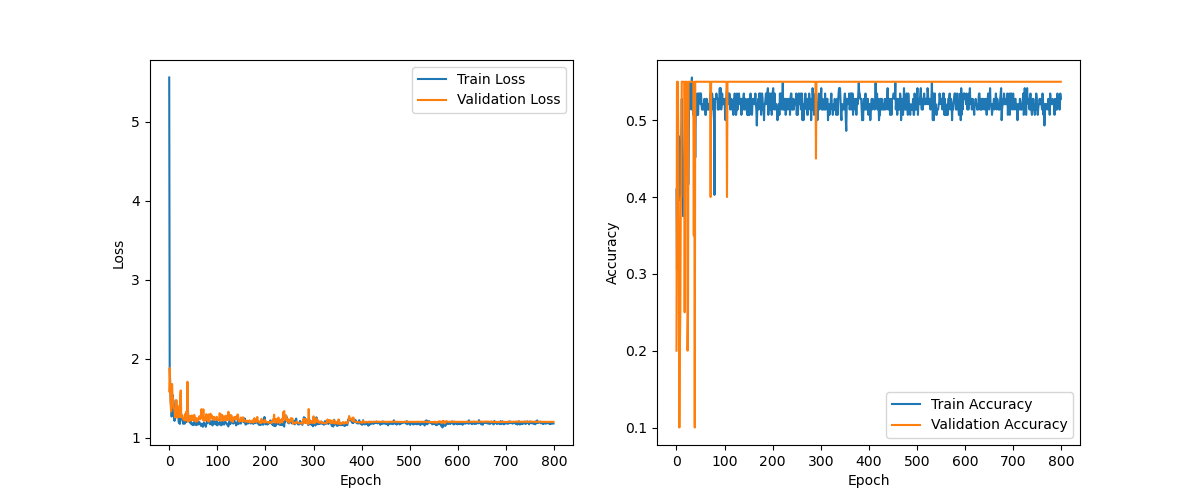 Train Loss
Validation Loss
5
4
3
2
1
0 100 200 300 400 500 600 700 800
Epoch
Loss
Train Accuracy
Validation Accuracy
0.5
0.4
0.3
0.2
0.1
0 100 200 300 400 500 600 700 800
Epoch
Accuracy